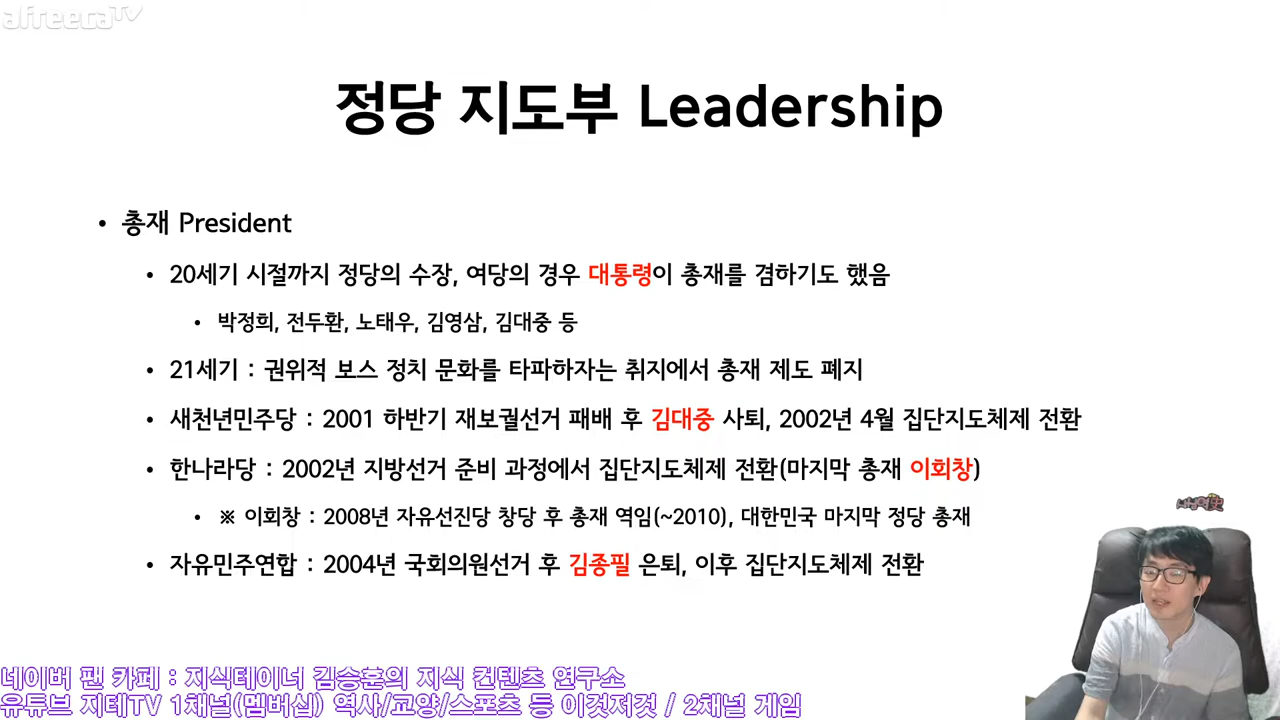 afreecaTV
정당 지도부 Leadership
• 총재 President
• 20세기 시절까지 정당의 수장, 여당의 경우 대통령이 총재를 겸하기도 했음
• 박정희, 전두환, 노태우, 김영삼, 김대중 등
• 21세기 : 권위적 보스 정치 문화를 타파하자는 취지에서 총재 제도 폐지
• 새천년민주당 : 2001 하반기 재보궐선거 패배 후 김대중 사퇴, 2002년 4월 집단지도체제 전환
• 한나라당 : 2002년 지방선거 준비 과정에서 집단지도체제 전환(마지막 총재 이회창)
• ※ 이회창 : 2008년 자유선진당 창당 후 총재 역임(~2010), 대한민국 마지막 정당 총재
• 자유민주연합 : 2004년 국회의원선거 후 김종필 은퇴, 이후 집단지도체제 전환
네이버 팬 카페 : 지식테이너 김승훈의 지식 컨텐츠 연구소
유튜브 지테TV 1채널(멤버십) 역사/교양/스포츠 등 이것저것 / 2채널 게임